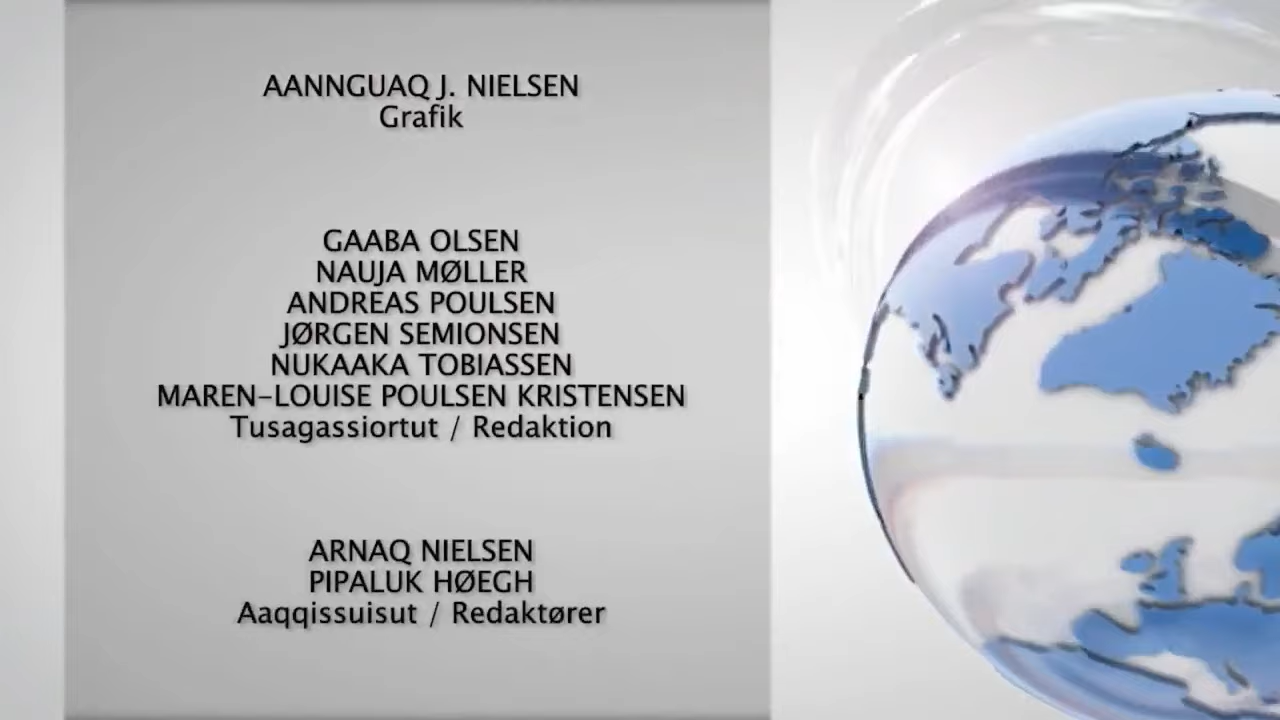 AANNGUAQ J. NIELSEN
Grafik
GAABA OLSEN
NAUJA MØLLER
ANDREAS POULSEN
JØRGEN SEMIONSEN
NUKAAKA TOBIASSEN
MAREN-LOUISE POULSEN KRISTENSEN
Tusagassiortut / Redaktion
ARNAQ NIELSEN
PIPALUK HØEGH
Aaqqissuisut / Redaktører